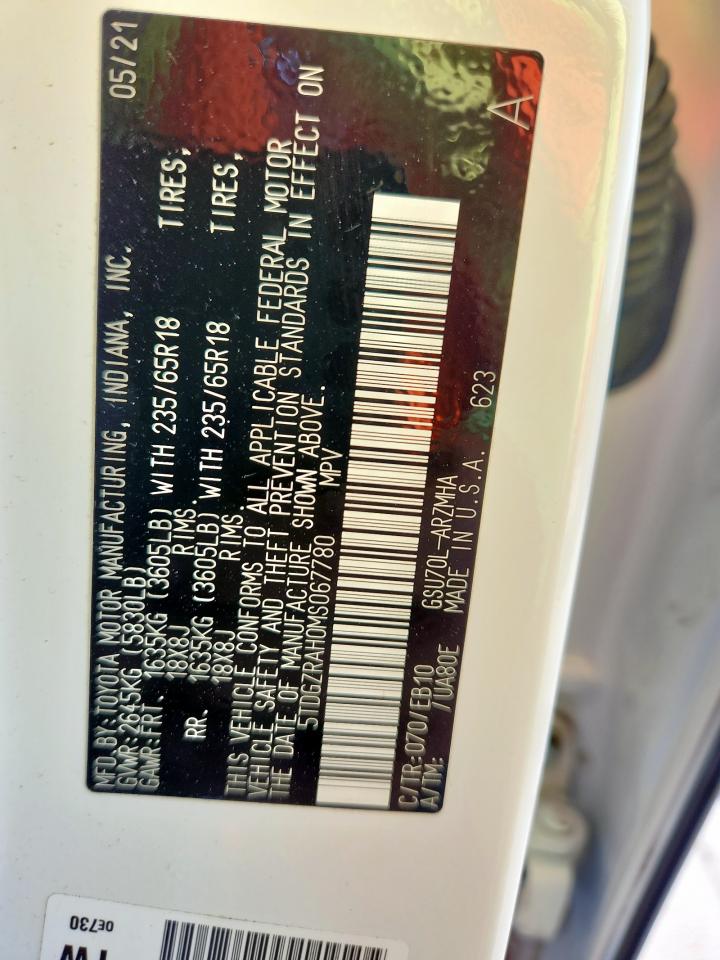 MFD.BY:TOYOTA MOTOR MANUFACTURING, INDIANA, INC. 05/21
GVWR:2645KG (5830LB)
GAWR:FRT. 1635KG (3605LB) WITH 235/65R18 TIRES,
18X8J RIMS.
RR. 1635KG (3605LB) WITH 235/65R18 TIRES,
18X8J RIMS.
THIS VEHICLE CONFORMS TO ALL APPLICABLE FEDERAL MOTOR
VEHICLE SAFETY AND THEFT PREVENTION STANDARDS IN EFFECT ON
THE DATE OF MANUFACTURE SHOWN ABOVE.
5TDGZRAH0MS067780 MPV
C/TR:070/EB10 GSU70L-ARZMHA 623
A/TM: /UA80E MADE IN U.S.A.
A
0E730